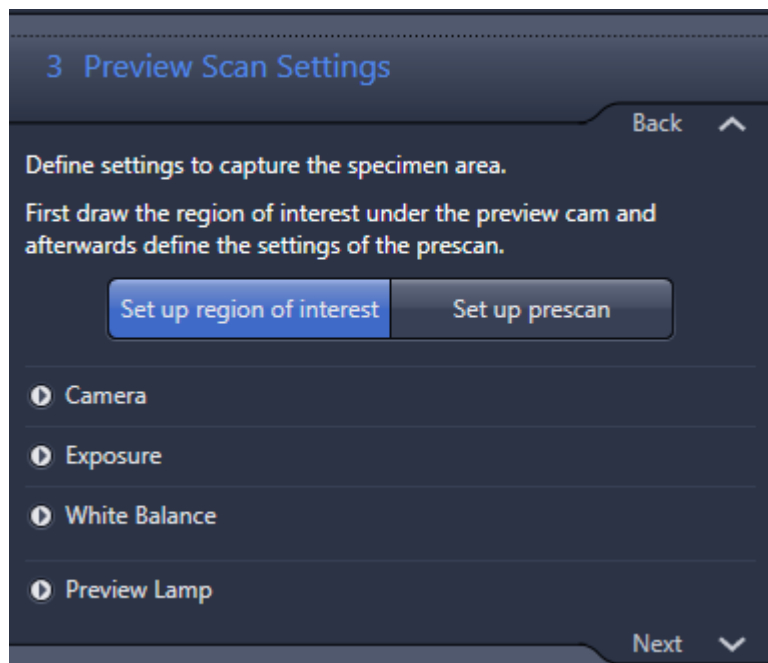 3 Preview Scan Settings
Back
Define settings to capture the specimen area.
First draw the region of interest under the preview cam and
afterwards define the settings of the prescan.
Set up region of interest Set up prescan
Camera
Exposure
White Balance
Preview Lamp
Next